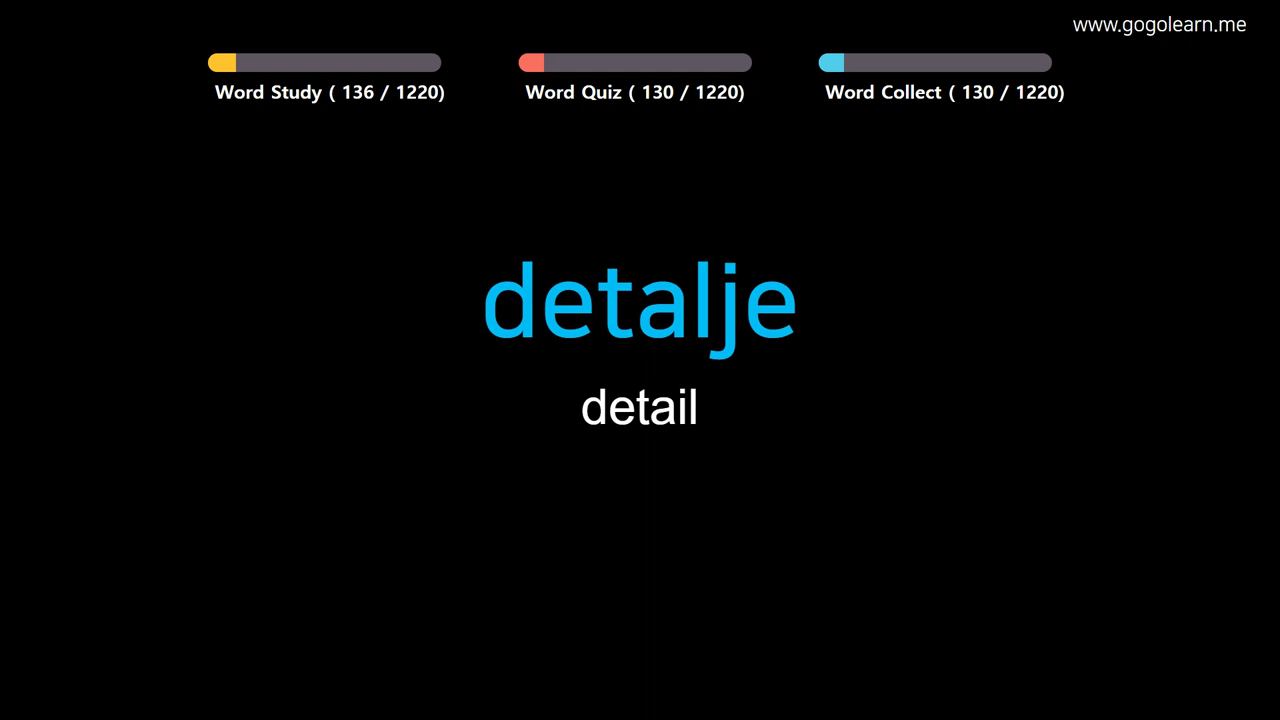 www.gogolearn.me
Word Study ( 136 / 1220)
Word Quiz ( 130 / 1220)
Word Collect ( 130 / 1220)
detalje
detail